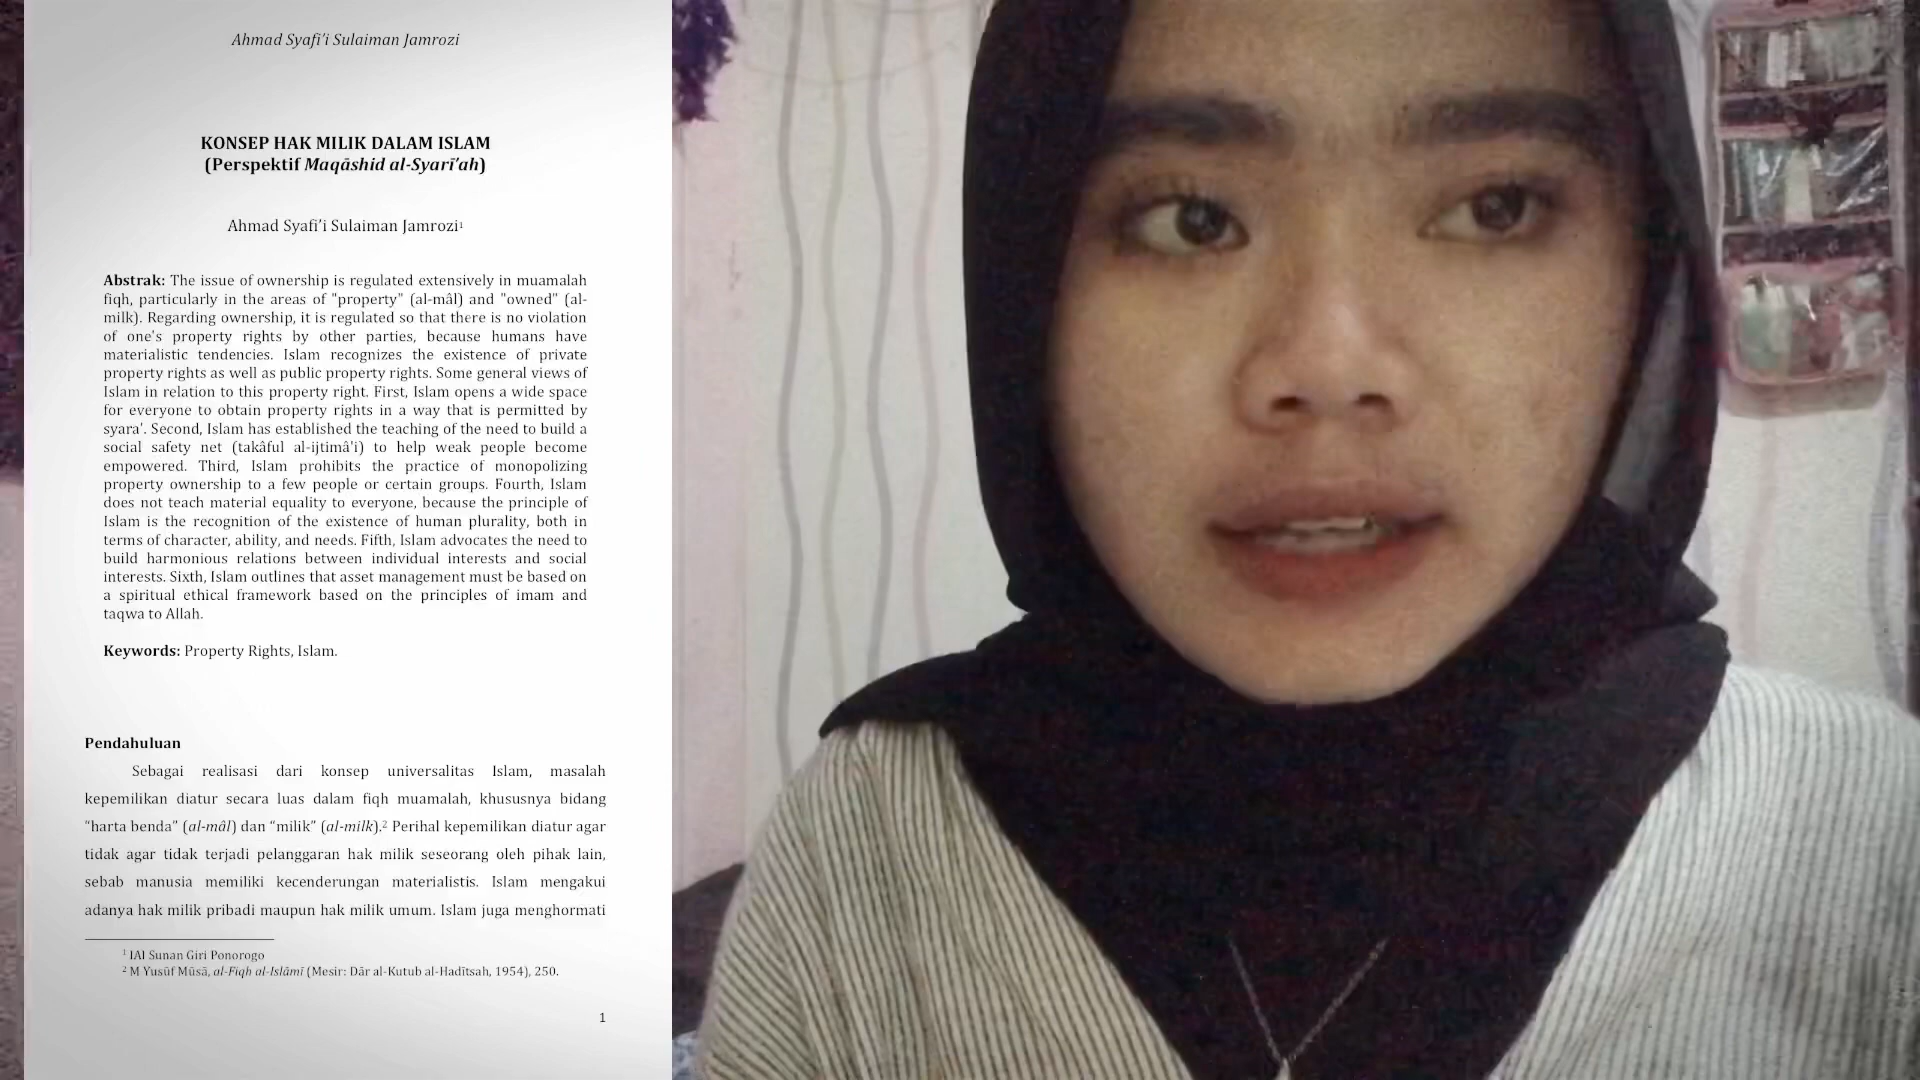 Ahmad Syafi’i Sulaiman Jamrozi
KONSEP HAK MILIK DALAM ISLAM
(Perspektif Maqāshid al-Syarī’ah)
Ahmad Syafi’i Sulaiman Jamrozi¹
Abstrak: The issue of ownership is regulated extensively in muamalah
fiqh, particularly in the areas of "property" (al-mâl) and "owned" (al-
milk). Regarding ownership, it is regulated so that there is no violation
of one's property rights by other parties, because humans have
materialistic tendencies. Islam recognizes the existence of private
property rights as well as public property rights. Some general views of
Islam in relation to this property right. First, Islam opens a wide space
for everyone to obtain property rights in a way that is permitted by
syara'. Second, Islam has established the teaching of the need to build a
social safety net (takâful al-ijtimâ'i) to help weak people become
empowered. Third, Islam prohibits the practice of monopolizing
property ownership to a few people or certain groups. Fourth, Islam
does not teach material equality to everyone, because the principle of
Islam is the recognition of the existence of human plurality, both in
terms of character, ability, and needs. Fifth, Islam advocates the need to
build harmonious relations between individual interests and social
interests. Sixth, Islam outlines that asset management must be based on
a spiritual ethical framework based on the principles of imam and
taqwa to Allah.
Keywords: Property Rights, Islam.
Pendahuluan
Sebagai realisasi dari konsep universalitas Islam, masalah
kepemilikan diatur secara luas dalam fiqh muamalah, khususnya bidang
“harta benda” (al-mâl) dan “milik” (al-milk).² Perihal kepemilikan diatur agar
tidak agar tidak terjadi pelanggaran hak milik seseorang oleh pihak lain,
sebab manusia memiliki kecenderungan materialistis. Islam mengakui
adanya hak milik pribadi maupun hak milik umum. Islam juga menghormati
¹ IAI Sunan Giri Ponorogo
² M Yusūf Mūsā, al-Fiqh al-Islāmī (Mesir: Dār al-Kutub al-Hadītsah, 1954), 250.
1